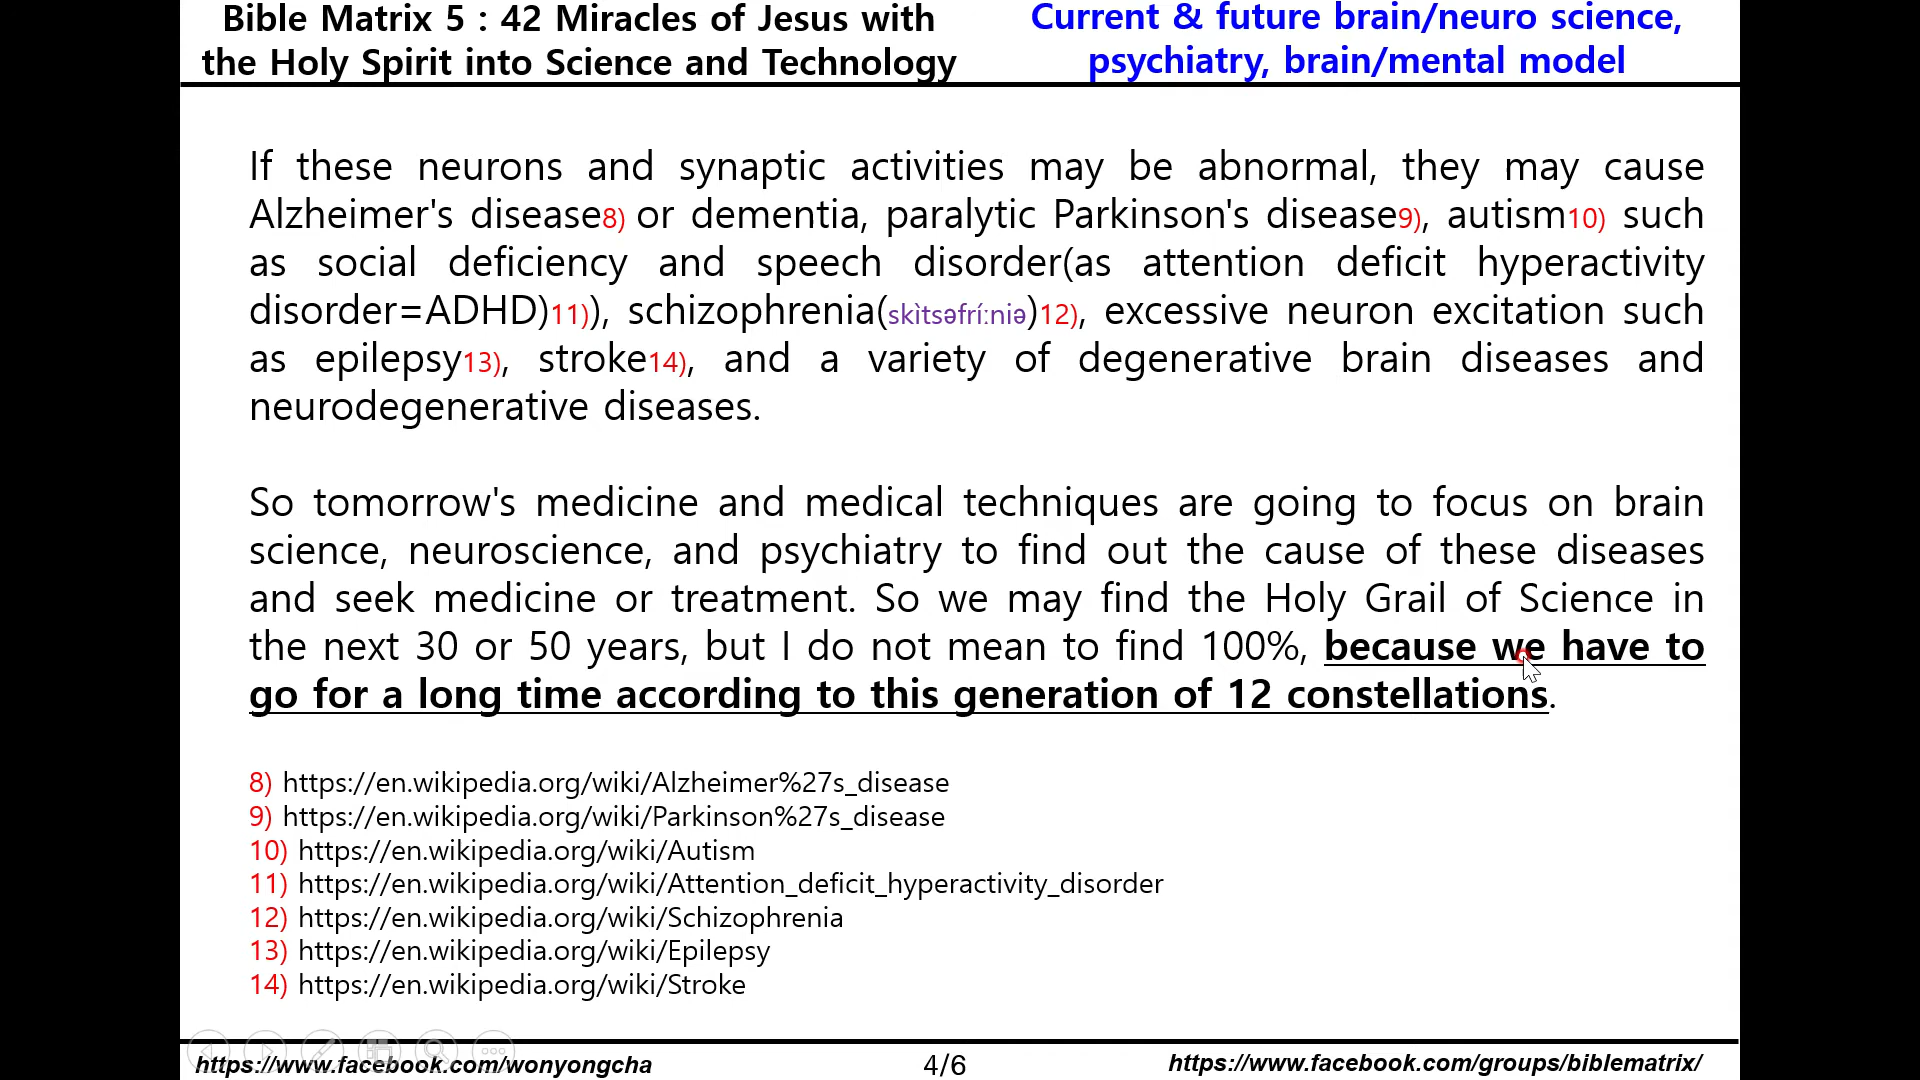 Bible Matrix 5 : 42 Miracles of Jesus with
the Holy Spirit into Science and Technology
Current & future brain/neuro science,
psychiatry, brain/mental model
If these neurons and synaptic activities may be abnormal, they may cause
Alzheimer's disease8) or dementia, paralytic Parkinson's disease9), autism10) such
as social deficiency and speech disorder(as attention deficit hyperactivity
disorder=ADHD)11)), schizophrenia(skìtsəfríːniə)12), excessive neuron excitation such
as epilepsy13), stroke14), and a variety of degenerative brain diseases and
neurodegenerative diseases.
So tomorrow's medicine and medical techniques are going to focus on brain
science, neuroscience, and psychiatry to find out the cause of these diseases
and seek medicine or treatment. So we may find the Holy Grail of Science in
the next 30 or 50 years, but I do not mean to find 100%, because we have to
go for a long time according to this generation of 12 constellations.
8) https://en.wikipedia.org/wiki/Alzheimer%27s_disease
9) https://en.wikipedia.org/wiki/Parkinson%27s_disease
10) https://en.wikipedia.org/wiki/Autism
11) https://en.wikipedia.org/wiki/Attention_deficit_hyperactivity_disorder
12) https://en.wikipedia.org/wiki/Schizophrenia
13) https://en.wikipedia.org/wiki/Epilepsy
14) https://en.wikipedia.org/wiki/Stroke
https://www.facebook.com/wonyongcha
4/6
https://www.facebook.com/groups/biblematrix/